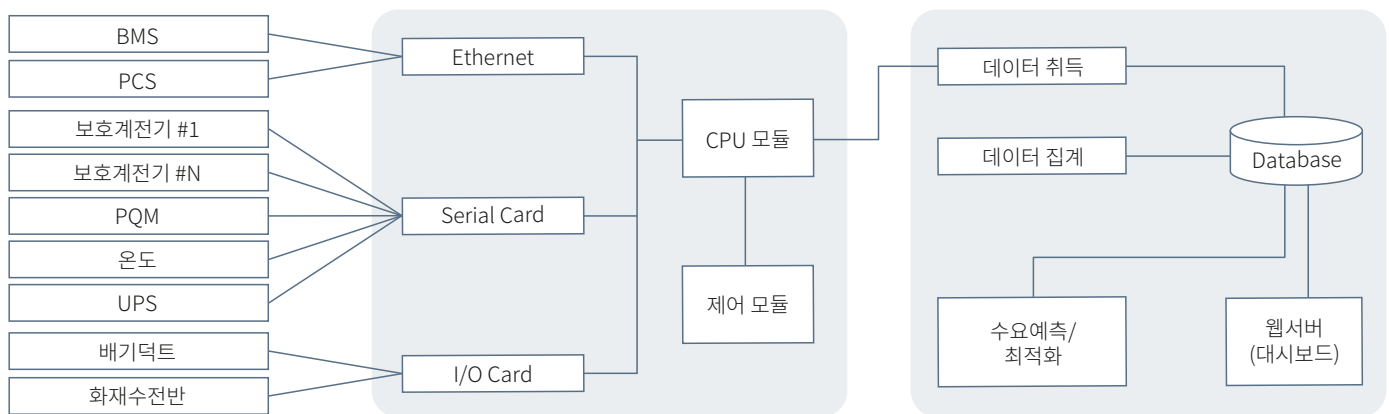 BMS
PCS
보호계전기 #1
보호계전기 #N
PQM
온도
UPS
배기덕트
화재수전반
Ethernet
Serial Card
I/O Card
CPU 모듈
제어 모듈
데이터 취득
데이터 집계
Database
수요예측/
최적화
웹서버
(대시보드)